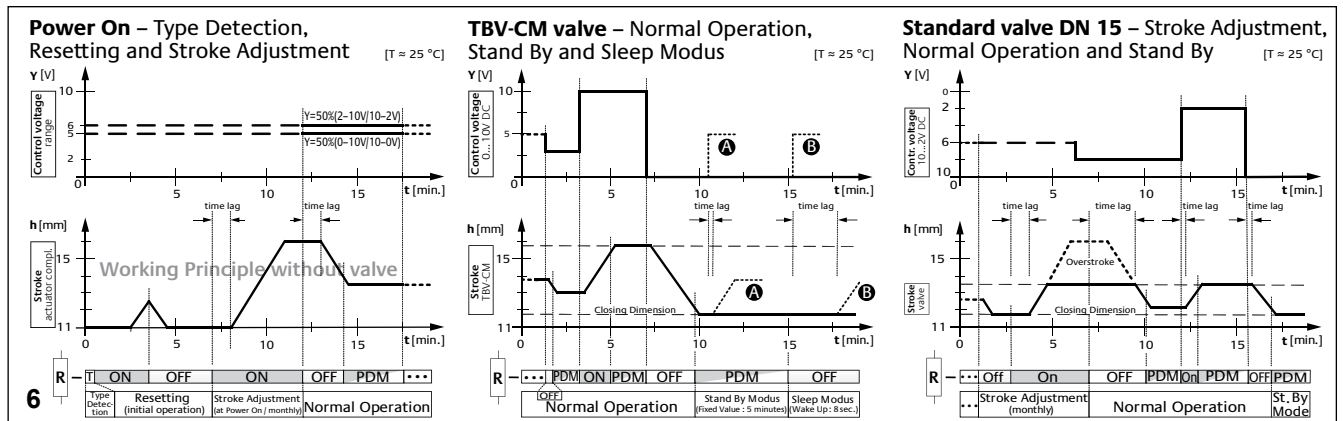 Power On – Type Detection,
Resetting and Stroke Adjustment [T ≈ 25 °C]
Y [V]
Control voltage
range
10
6
5
2
Y=50%(2–10V/10–2V)
Y=50%(0–10V/10–0V)
0 5 10 15 t [min.]
time lag time lag
h [mm]
Stroke
actuator compl.
15
Working Principle without valve
11
0 5 10 15 t [min.]
R – T ON OFF ON OFF PDM •••
6
Type
Detec-
tion
Resetting
(initial operation)
Stroke Adjustment
(at Power On / monthly)
Normal Operation
TBV-CM valve – Normal Operation,
Stand By and Sleep Modus [T ≈ 25 °C]
Y [V]
Control voltage
0...10V DC
10
5
A B
0 5 10 15 t [min.]
time lag time lag
h [mm]
Stroke
TBV-CM
15
A B
Closing Dimension
11
0 5 10 15 t [min.]
R – ••• PDM ON PDM OFF PDM OFF
OFF
Normal Operation
Stand By Modus
(Fixed Value : 5 minutes)
Sleep Modus
(Wake Up : 8 sec.)
Standard valve DN 15 – Stroke Adjustment,
Normal Operation and Stand By [T ≈ 25 °C]
Y [V]
Contr. voltage
10...2V DC
0
2
6
10
0 5 10 15 t [min.]
time lag time lag time lag time lag
h [mm]
Stroke
valve
15
Overstroke
Closing Dimension
11
0 5 10 15 t [min.]
R – ••• Off On OFF PDM On PDM OFF PDM
•••
Stroke Adjustment
(monthly)
Normal Operation
St. By
Mode